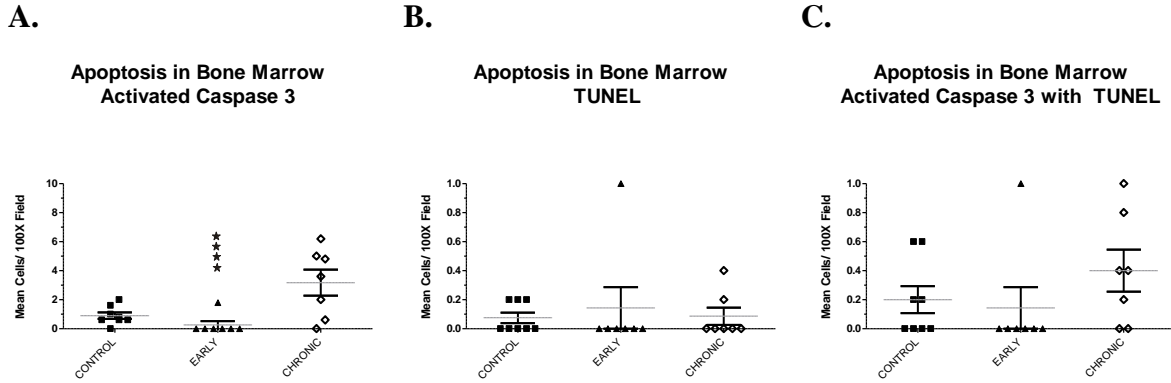 A.
Apoptosis in Bone Marrow
Activated Caspase 3
Mean Cells/ 100X Field
10
8
6
4
2
0
CONTROL
EARLY
CHRONIC
B.
Apoptosis in Bone Marrow
TUNEL
Mean Cells/ 100X Field
1.0
0.8
0.6
0.4
0.2
0.0
CONTROL
EARLY
CHRONIC
C.
Apoptosis in Bone Marrow
Activated Caspase 3 with TUNEL
Mean Cells/ 100X Field
1.0
0.8
0.6
0.4
0.2
0.0
CONTROL
EARLY
CHRONIC